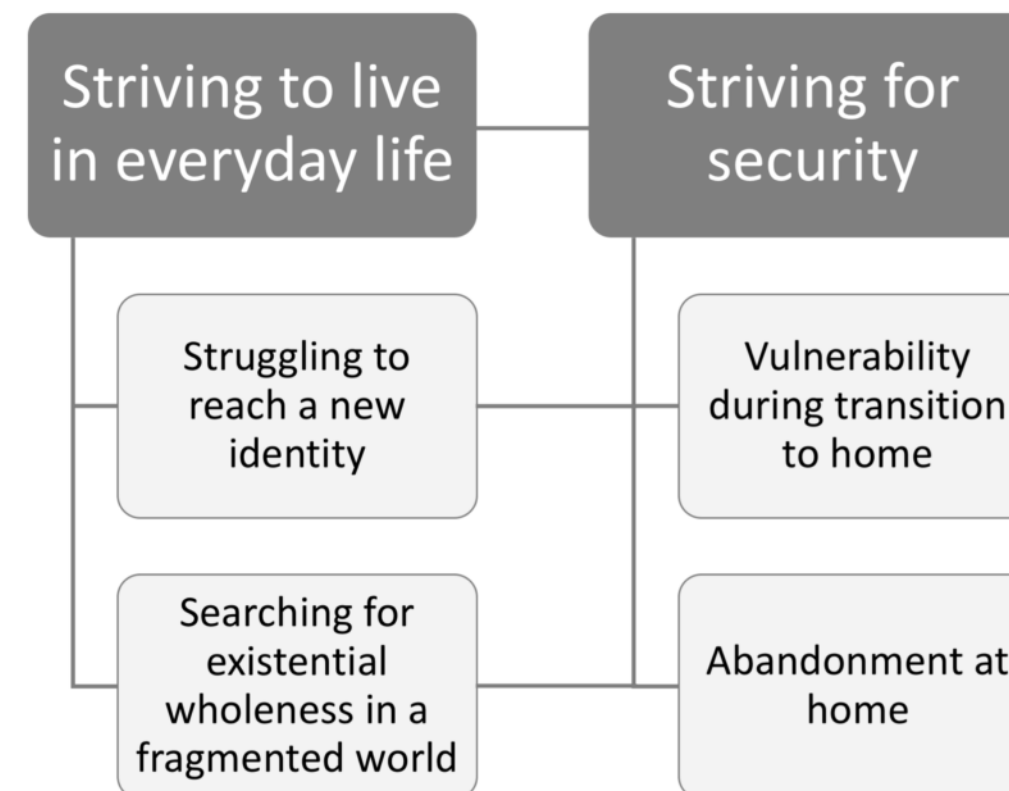 Striving to live
in everyday life
Striving for
security
Struggling to
reach a new
identity
Vulnerability
during transition
to home
Searching for
existential
wholeness in a
fragmented world
Abandonment at
home